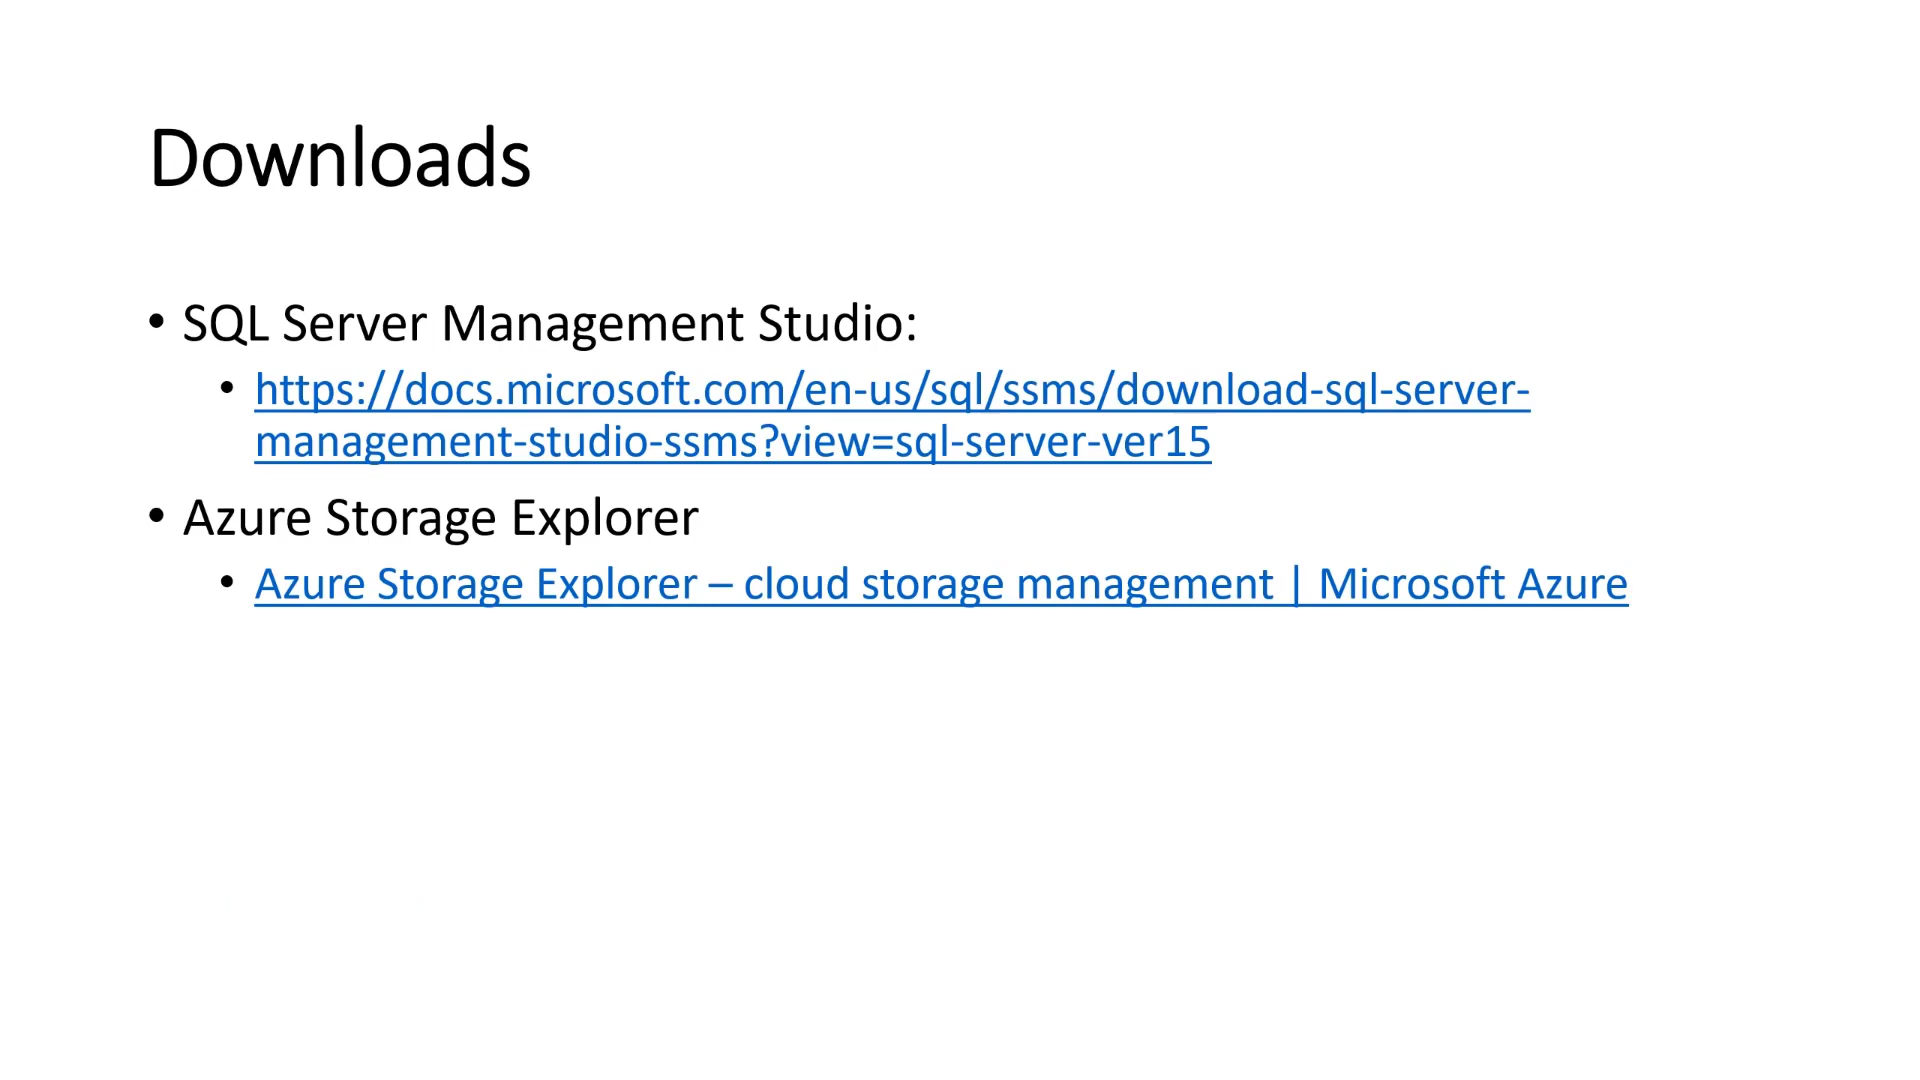 Downloads
• SQL Server Management Studio:
• https://docs.microsoft.com/en-us/sql/ssms/download-sql-server-
management-studio-ssms?view=sql-server-ver15
• Azure Storage Explorer
• Azure Storage Explorer – cloud storage management | Microsoft Azure